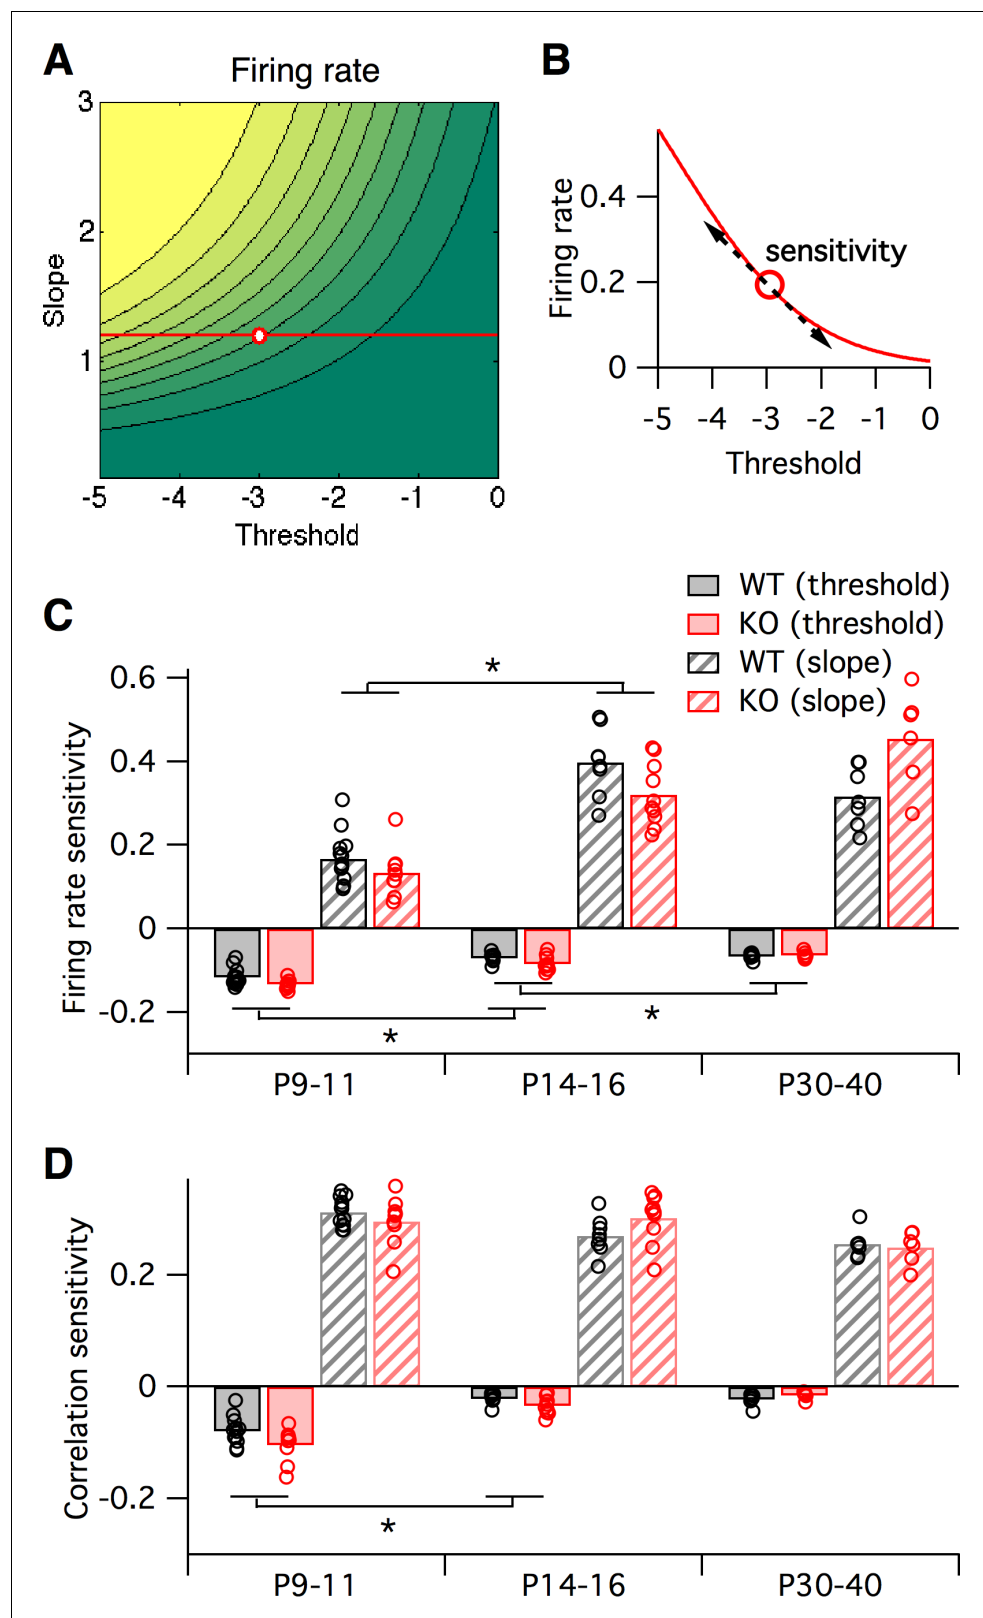 A
Firing rate
3
2
1
Slope
-5 -4 -3 -2 -1 0
Threshold
B
0.4
0.2
0
Firing rate
sensitivity
-5 -4 -3 -2 -1 0
Threshold
WT (threshold)
KO (threshold)
WT (slope)
KO (slope)
C
0.6
0.4
0.2
0
-0.2
Firing rate sensitivity
*
*
*
P9-11 P14-16 P30-40
D
0.2
0
-0.2
Correlation sensitivity
*
P9-11 P14-16 P30-40